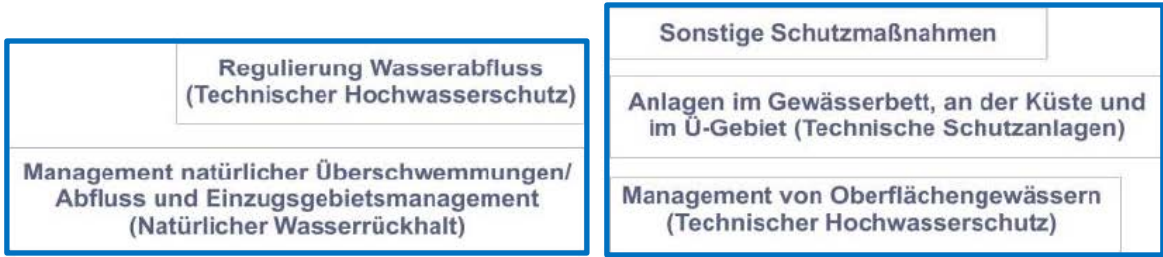 Regulierung Wasserabfluss
(Technischer Hochwasserschutz)
Management natürlicher Überschwemmungen/
Abfluss und Einzugsgebietsmanagement
(Natürlicher Wasserrückhalt)
Sonstige Schutzmaßnahmen
Anlagen im Gewässerbett, an der Küste und
im Ü-Gebiet (Technische Schutzanlagen)
Management von Oberflächengewässern
(Technischer Hochwasserschutz)